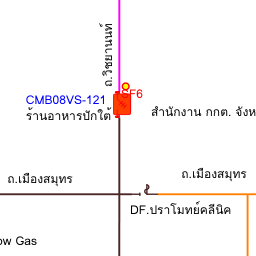 ถ.วิชยานนท์
SF6
CMB08VS-121
ร้านอาหารบักใต้
สำนักงาน กกต. จังห
ถ.เมืองสมุทร
ถ.เมืองสมุทร
DF.ปราโมทย์คลีนิค
ow Gas